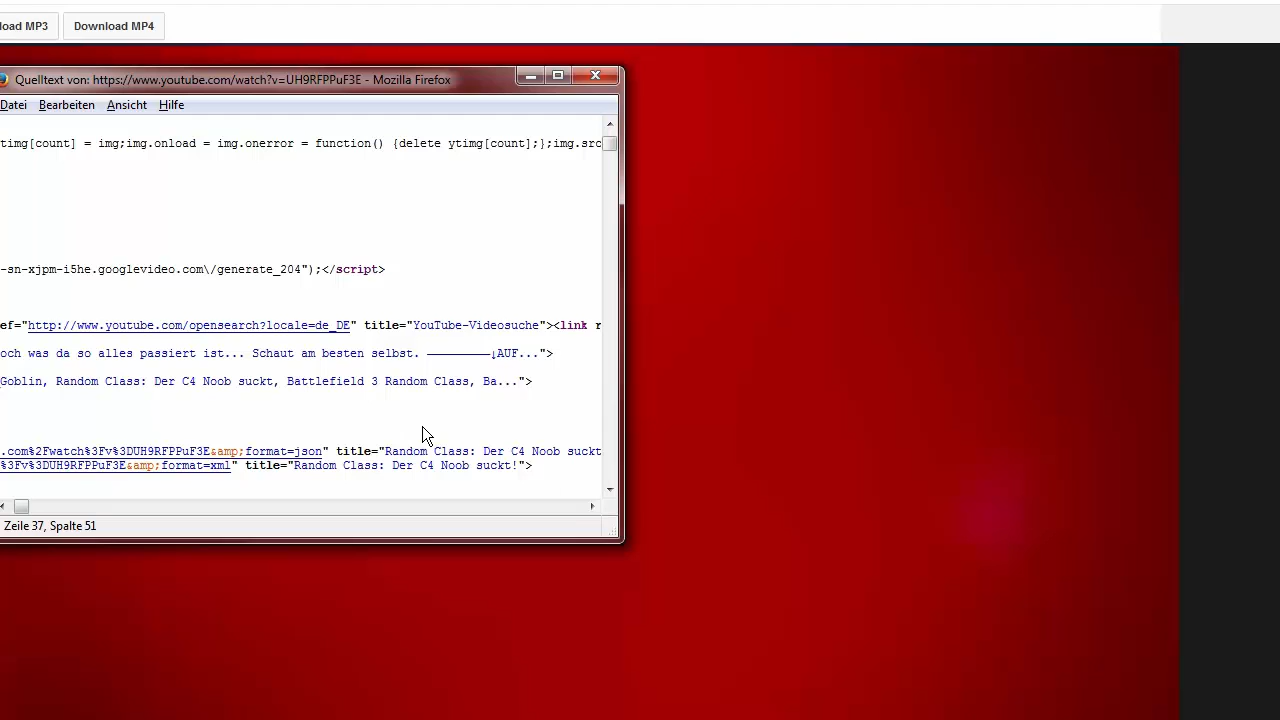 load MP3 Download MP4
Quelltext von: https://www.youtube.com/watch?v=UH9RFPPuF3E - Mozilla Firefox
Datei Bearbeiten Ansicht Hilfe
timg[count] = img;img.onload = img.onerror = function() {delete ytimg[count];};img.src
-sn-xjpm-i5he.googlevideo.com\/generate_204");</script>
ef="http://www.youtube.com/opensearch?locale=de_DE" title="YouTube-Videosuche"><link r
och was da so alles passiert ist... Schaut am besten selbst. —————————↓AUF...">
Goblin, Random Class: Der C4 Noob suckt, Battlefield 3 Random Class, Ba...">
.com%2Fwatch%3Fv%3DUH9RFPPuF3E&amp;format=json" title="Random Class: Der C4 Noob suckt
%3Fv%3DUH9RFPPuF3E&amp;format=xml" title="Random Class: Der C4 Noob suckt!">
Zeile 37, Spalte 51